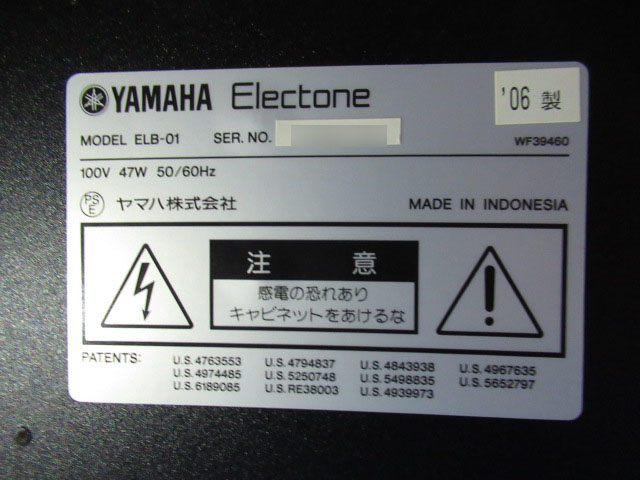 YAMAHA Electone
'06 製
MODEL ELB-01 SER. NO.
WF39460
100V 47W 50/60Hz
PS E ヤマハ株式会社
MADE IN INDONESIA
注 意
感電の恐れあり
キャビネットをあけるな
PATENTS: U.S.4763553 U.S.4794837 U.S.4843938 U.S.4967635
U.S.4974485 U.S.5250748 U.S.5498835 U.S.5652797
U.S.6189085 U.S.RE38003 U.S.4939973